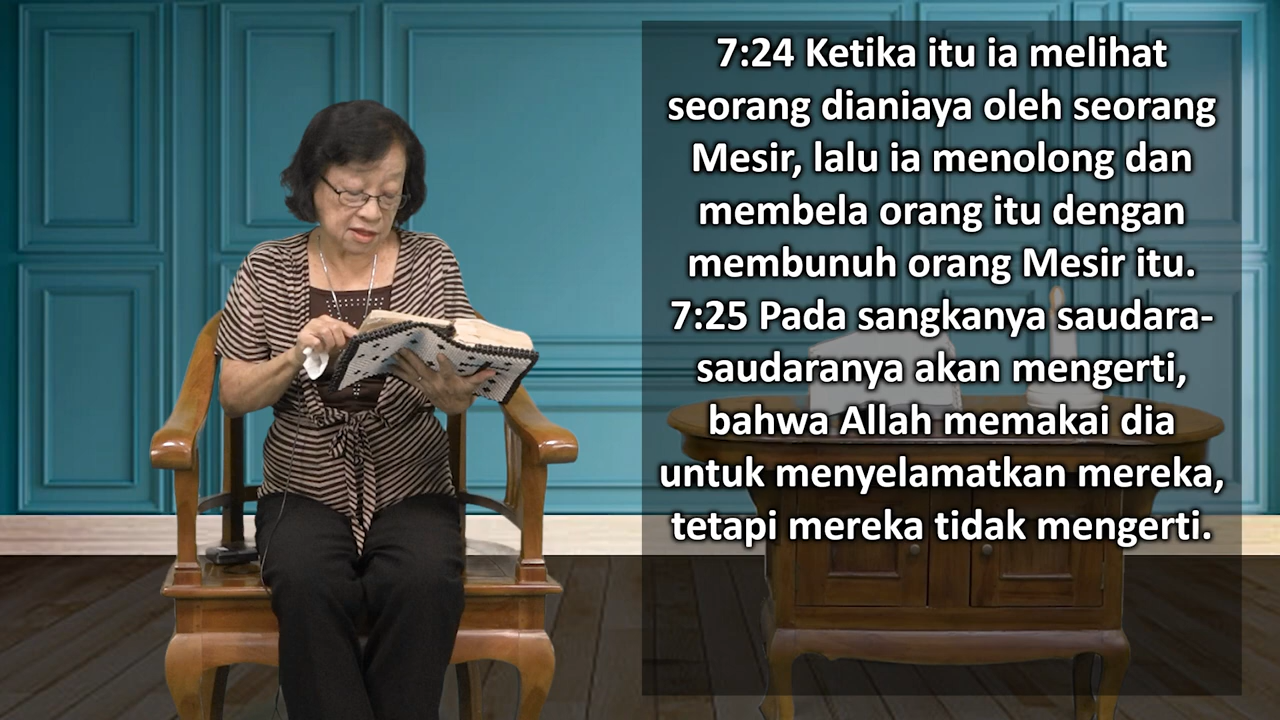 7:24 Ketika itu ia melihat
seorang dianiaya oleh seorang
Mesir, lalu ia menolong dan
membela orang itu dengan
membunuh orang Mesir itu.
7:25 Pada sangkanya saudara-
saudaranya akan mengerti,
bahwa Allah memakai dia
untuk menyelamatkan mereka,
tetapi mereka tidak mengerti.